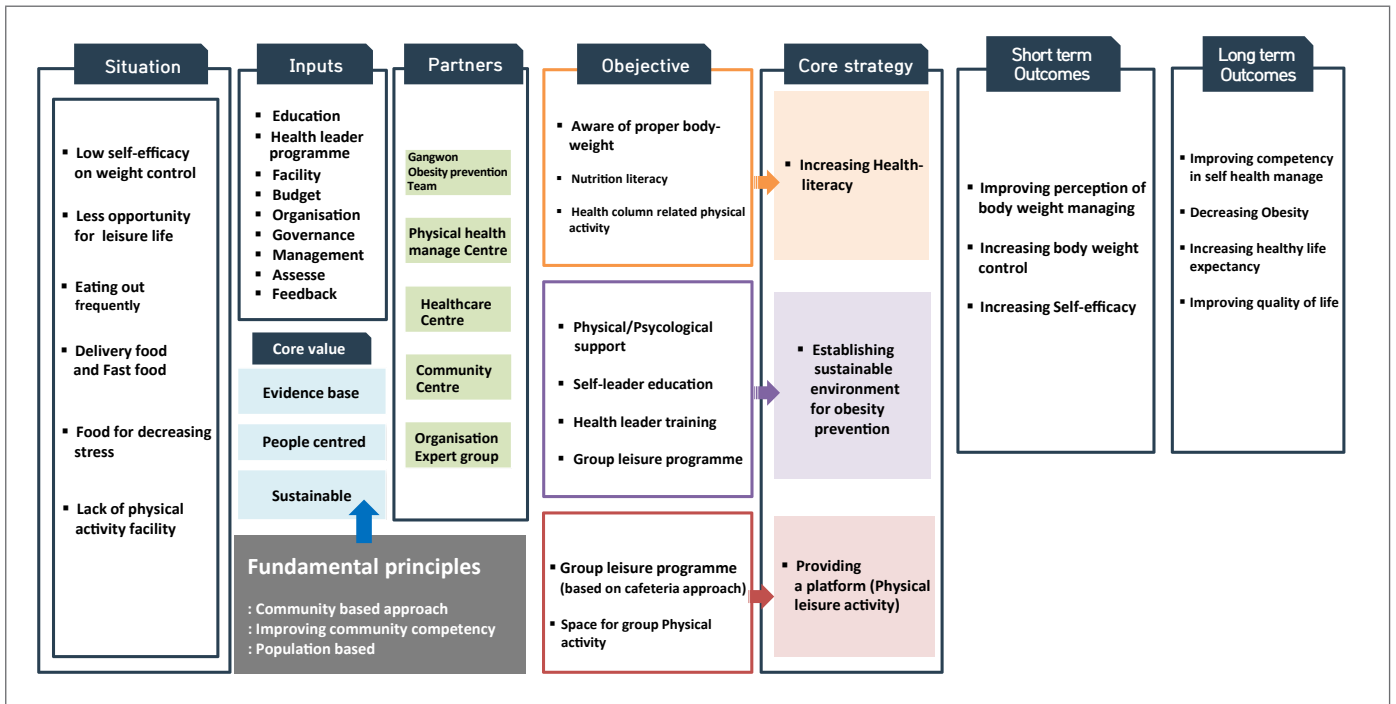 Situation
Low self-efficacy
on weight control
Less opportunity
for leisure life
Eating out
frequently
Delivery food
and Fast food
Food for decreasing
stress
Lack of physical
activity facility
Inputs
Education
Health leader
programme
Facility
Budget
Organisation
Governance
Management
Assesse
Feedback
Core value
Evidence base
People centred
Sustainable
Fundamental principles
: Community based approach
: Improving community competency
: Population based
Partners
Gangwon
Obesity prevention
Team
Physical health
manage Centre
Healthcare
Centre
Community
Centre
Organisation
Expert group
Obejective
Aware of proper body-
weight
Nutrition literacy
Health column related physical
activity
Physical/Psycological
support
Self-leader education
Health leader training
Group leisure programme
Group leisure programme
(based on cafeteria approach)
Space for group Physical
activity
Core strategy
Increasing Health-
literacy
Establishing
sustainable
environment
for obesity
prevention
Providing
a platform (Physical
leisure activity)
Short term
Outcomes
Improving perception of
body weight managing
Increasing body weight
control
Increasing Self-efficacy
Long term
Outcomes
Improving competency
in self health manage
Decreasing Obesity
Increasing healthy life
expectancy
Improving quality of life